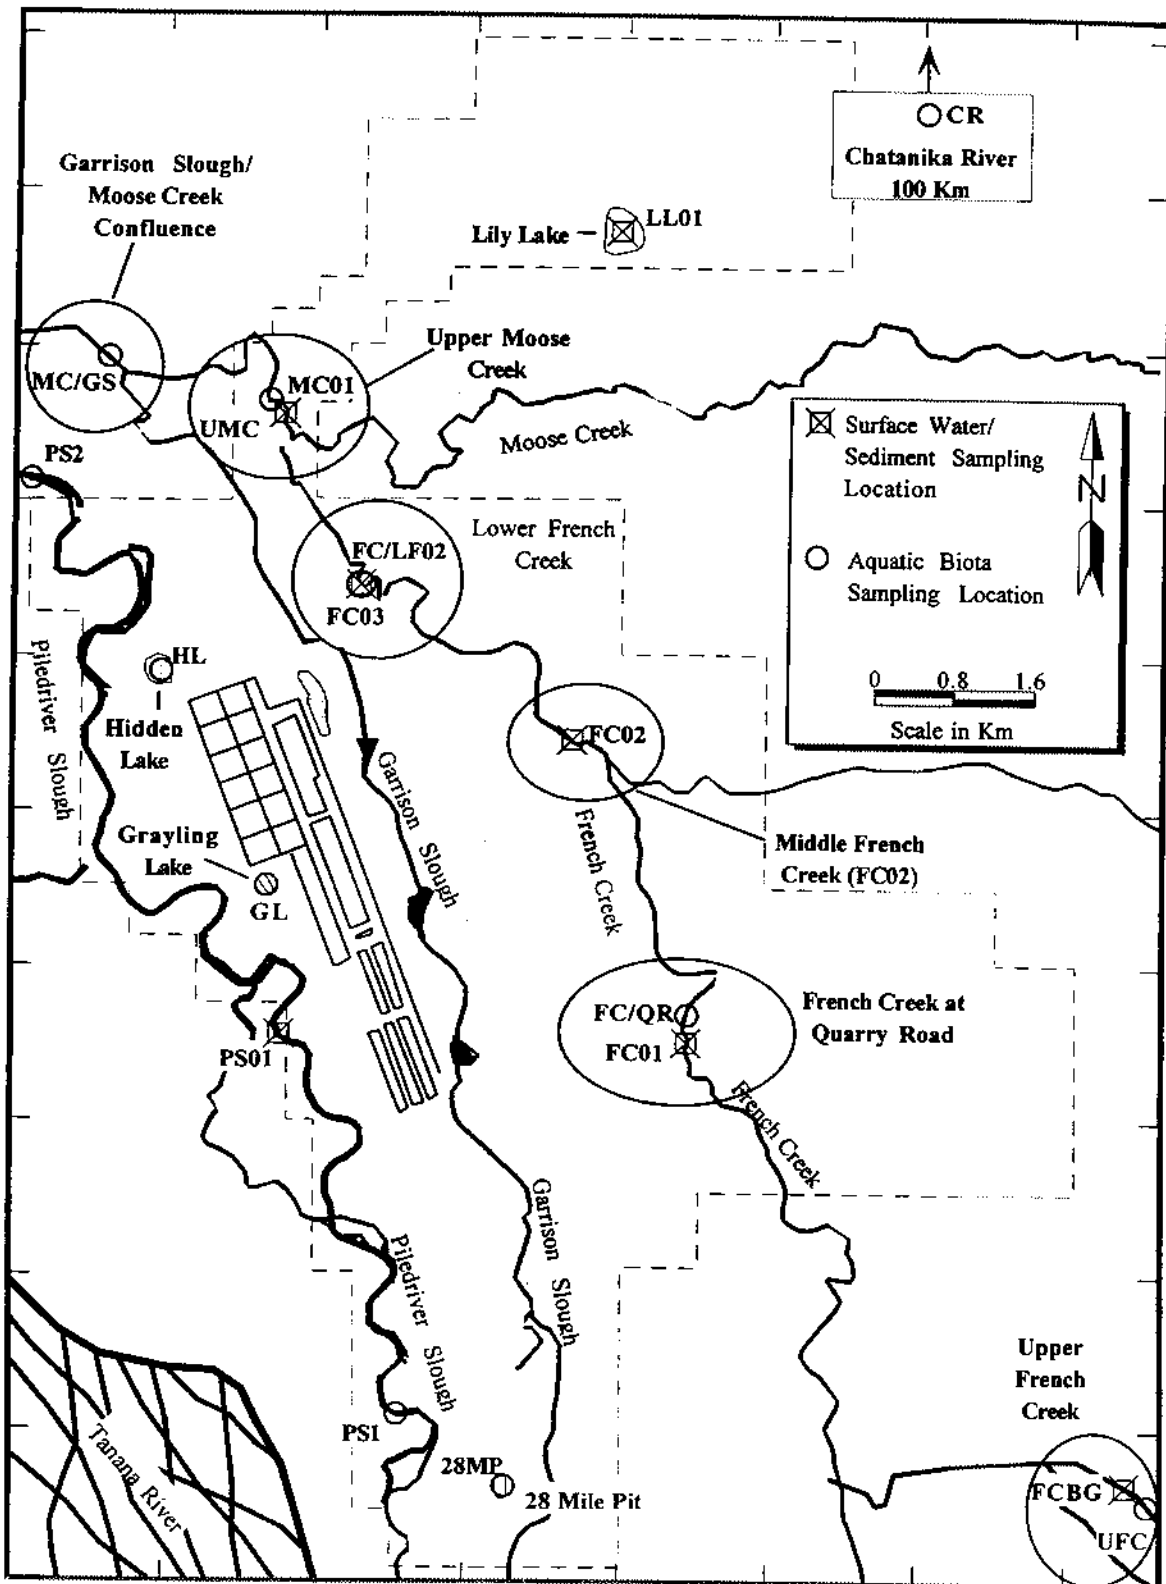 CR
Chatanika River
100 Km
Garrison Slough/
Moose Creek
Confluence
LL01
Lily Lake
Upper Moose
Creek
MC/GS
MC01
UMC
Moose Creek
PS2
Surface Water/
Sediment Sampling
Location
N
Aquatic Biota
Sampling Location
0 0.8 1.6
Scale in Km
Lower French
Creek
FC/LF02
FC03
HL
Hidden
Lake
Piledriver Slough
FC02
Garrison Slough
French Creek
Middle French
Creek (FC02)
Grayling
Lake
GL
FC/QR
FC01
French Creek at
Quarry Road
PS01
French Creek
Garrison Slough
Piledriver Slough
Upper
French
Creek
PS1
Tanana River
28MP
28 Mile Pit
FCBG
UFC